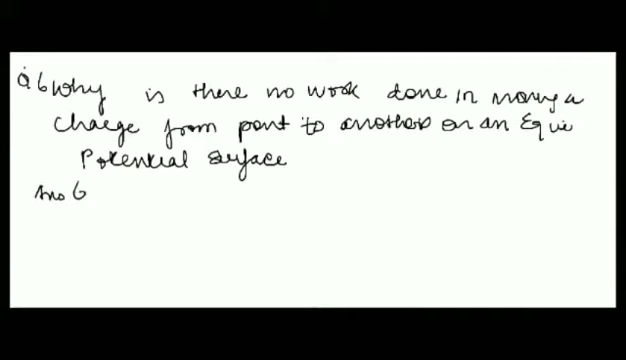 Q.6 Why is there no work done in moving a
charge from point to another on an Equi
Potential surface
Ans 6